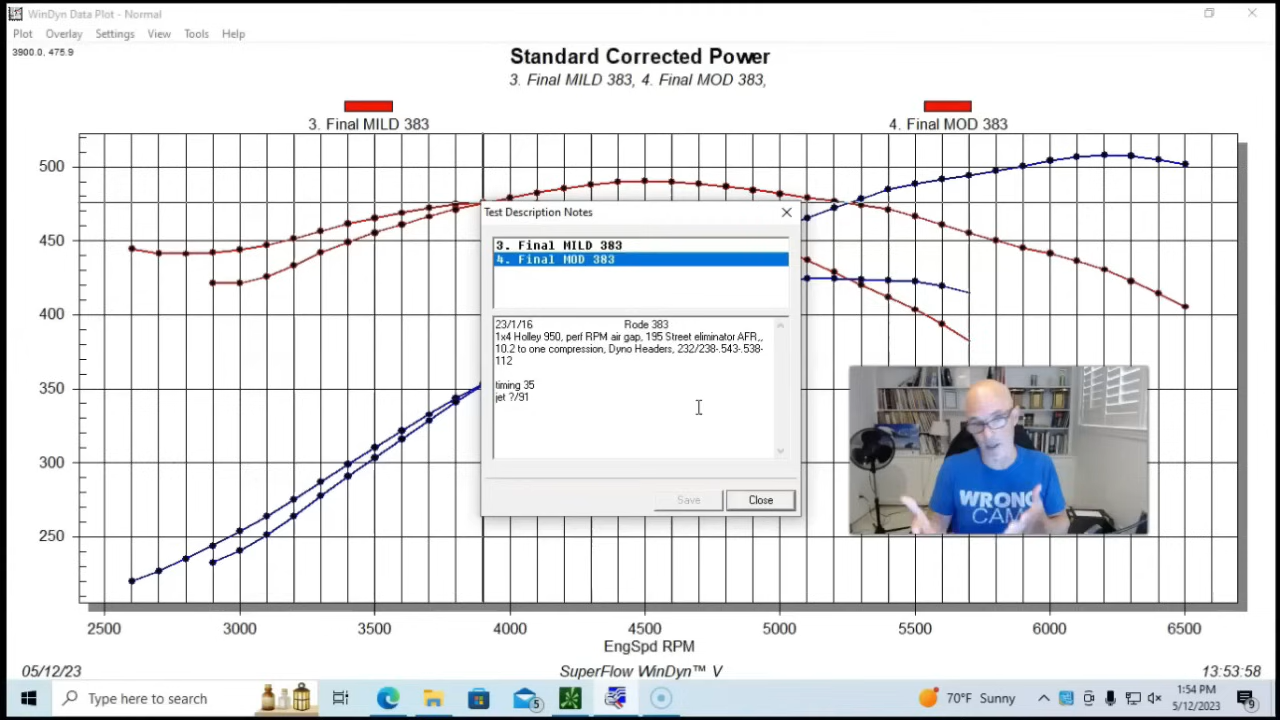 WinDyn Data Plot - Normal
Plot Overlay Settings View Tools Help
3900.0, 475.9
Standard Corrected Power
3. Final MILD 383, 4. Final MOD 383,
3. Final MILD 383
4. Final MOD 383
500
450
400
350
300
250
Test Description Notes
3. Final MILD 383
4. Final MOD 383
23/1/16 Rode 383
1x4 Holley 950, perf RPM air gap, 195 Street eliminator AFR,,
10.2 to one compression, Dyno Headers, 232/238-.543-.538-
112
timing 35
jet ?/91
Save Close
WRONG
CAM
2500 3000 3500 4000 4500 5000 5500 6000 6500
EngSpd RPM
05/12/23 SuperFlow WinDyn™ V 13:53:58
Type here to search
5
70°F Sunny
1:54 PM
5/12/2023
9